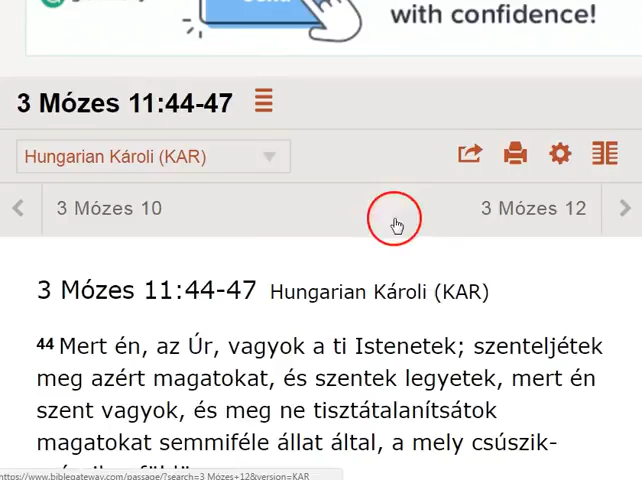 with confidence!
3 Mózes 11:44-47
Hungarian Károli (KAR)
3 Mózes 10
3 Mózes 12
3 Mózes 11:44-47 Hungarian Károli (KAR)
44 Mert én, az Úr, vagyok a ti Istenetek; szenteljétek
meg azért magatokat, és szentek legyetek, mert én
szent vagyok, és meg ne tisztátalanítsátok
magatokat semmiféle állat által, a mely csúszik-
https://www.biblegateway.com/passage/?search=3 Mózes+12&version=KAR